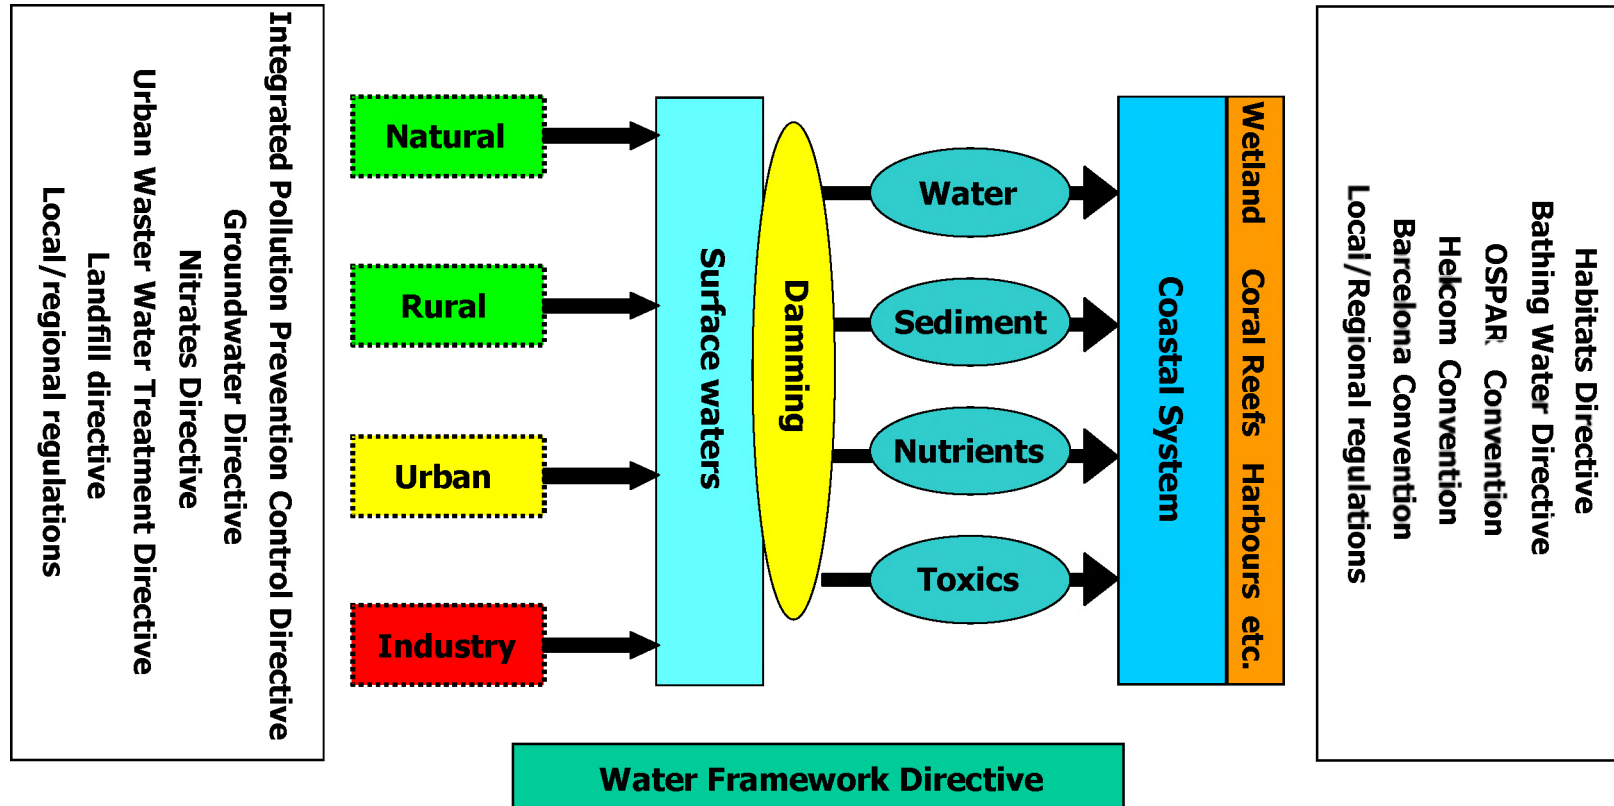 Integrated Pollution Prevention Control Directive
Groundwater Directive
Nitrates Directive
Urban Waster Water Treatment Directive
Landfill directive
Local/regional regulations
Natural
Rural
Urban
Industry
Surface waters
Damming
Water
Sediment
Nutrients
Toxics
Coastal System
Wetland Coral Reefs Harbours etc.
Habitats Directive
Bathing Water Directive
OSPAR Convention
Helcom Convention
Barcelona Convention
Local/Regional regulations
Water Framework Directive